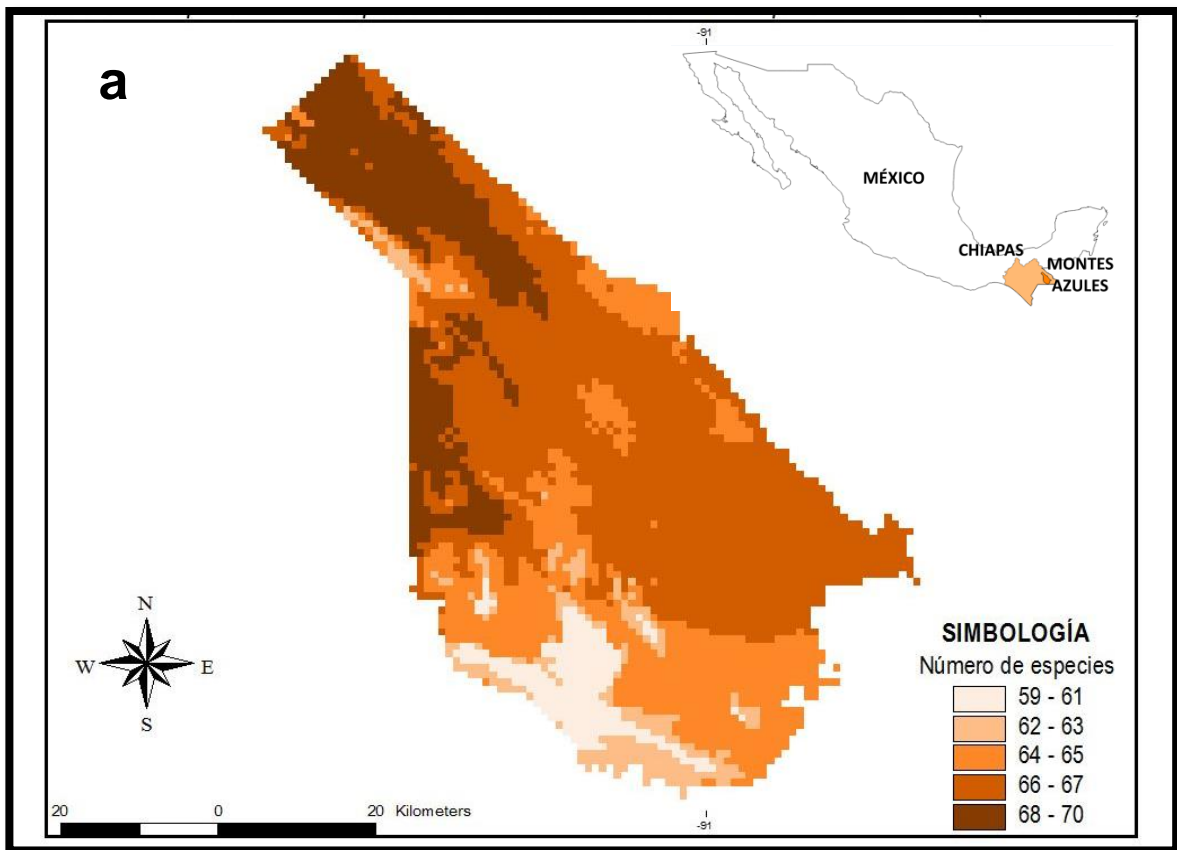 a
-91
MÉXICO
CHIAPAS
MONTES
AZULES
N
W
E
S
SIMBOLOGÍA
Número de especies
59 - 61
62 - 63
64 - 65
66 - 67
68 - 70
20 0 20 Kilometers
-91